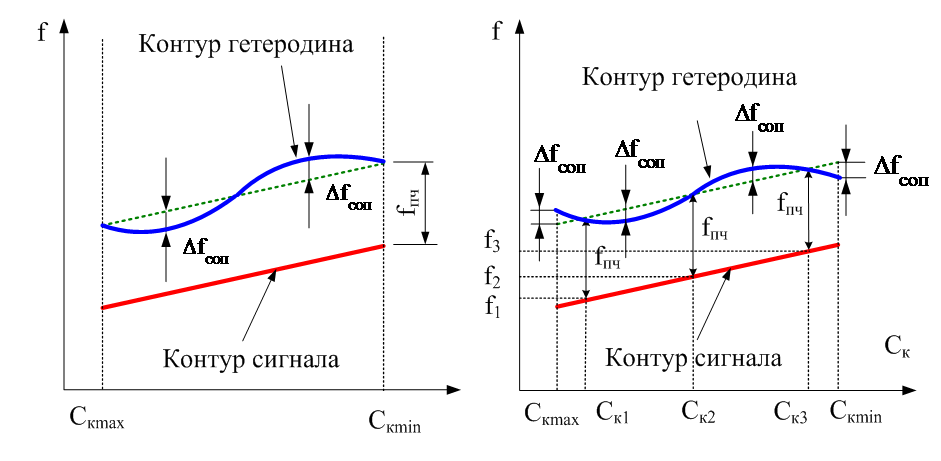 f
Контур гетеродина
Δfсоп
Δfсоп
fпч
Контур сигнала
Cкmax
Cкmin
f
Контур гетеродина
Δfсоп
Δfсоп
Δfсоп
Δfсоп
fпч
fпч
fпч
f3
f2
f1
Контур сигнала
Cк
Cкmax
Cк1
Cк2
Cк3
Cкmin